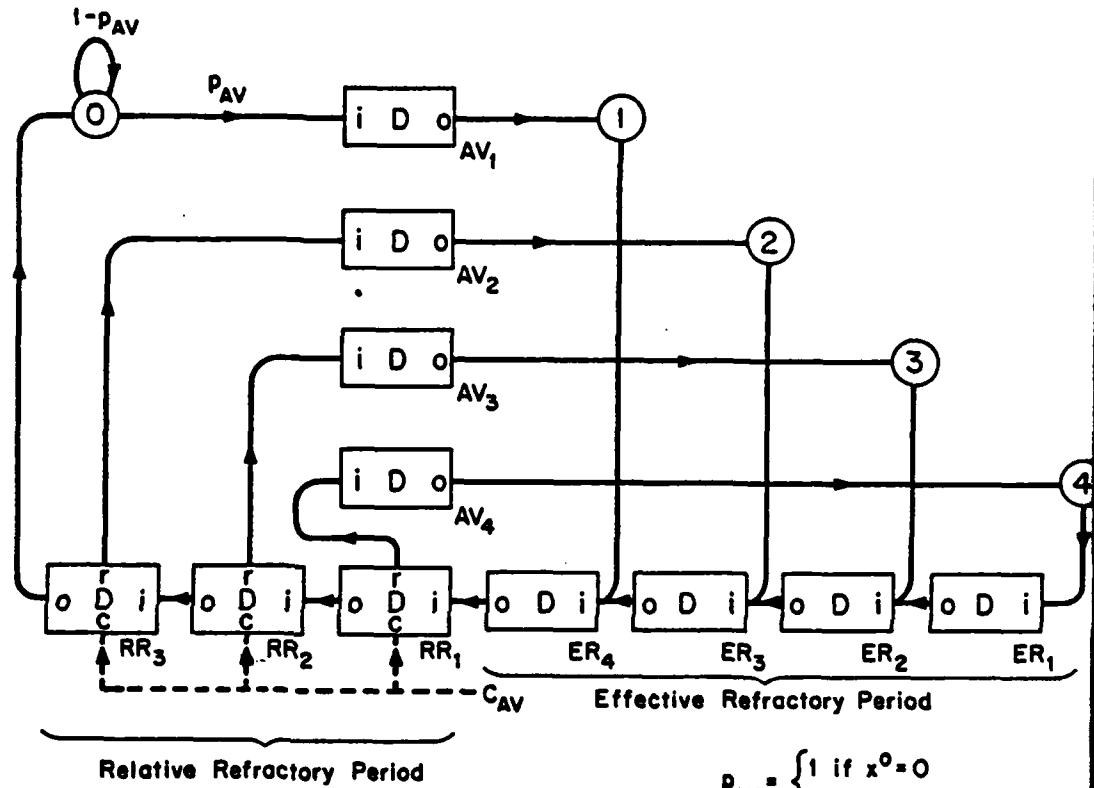 1-pAV
0
pAV
i D o
AV1
1
i D o
AV2
2
i D o
AV3
3
i D o
AV4
4
o r D c i
RR3
o r D c i
RR2
o r D c i
RR1
o D i
ER4
o D i
ER3
o D i
ER2
o D i
ER1
CAV
Effective Refractory Period
Relative Refractory Period
p = { 1 if x⁰=0